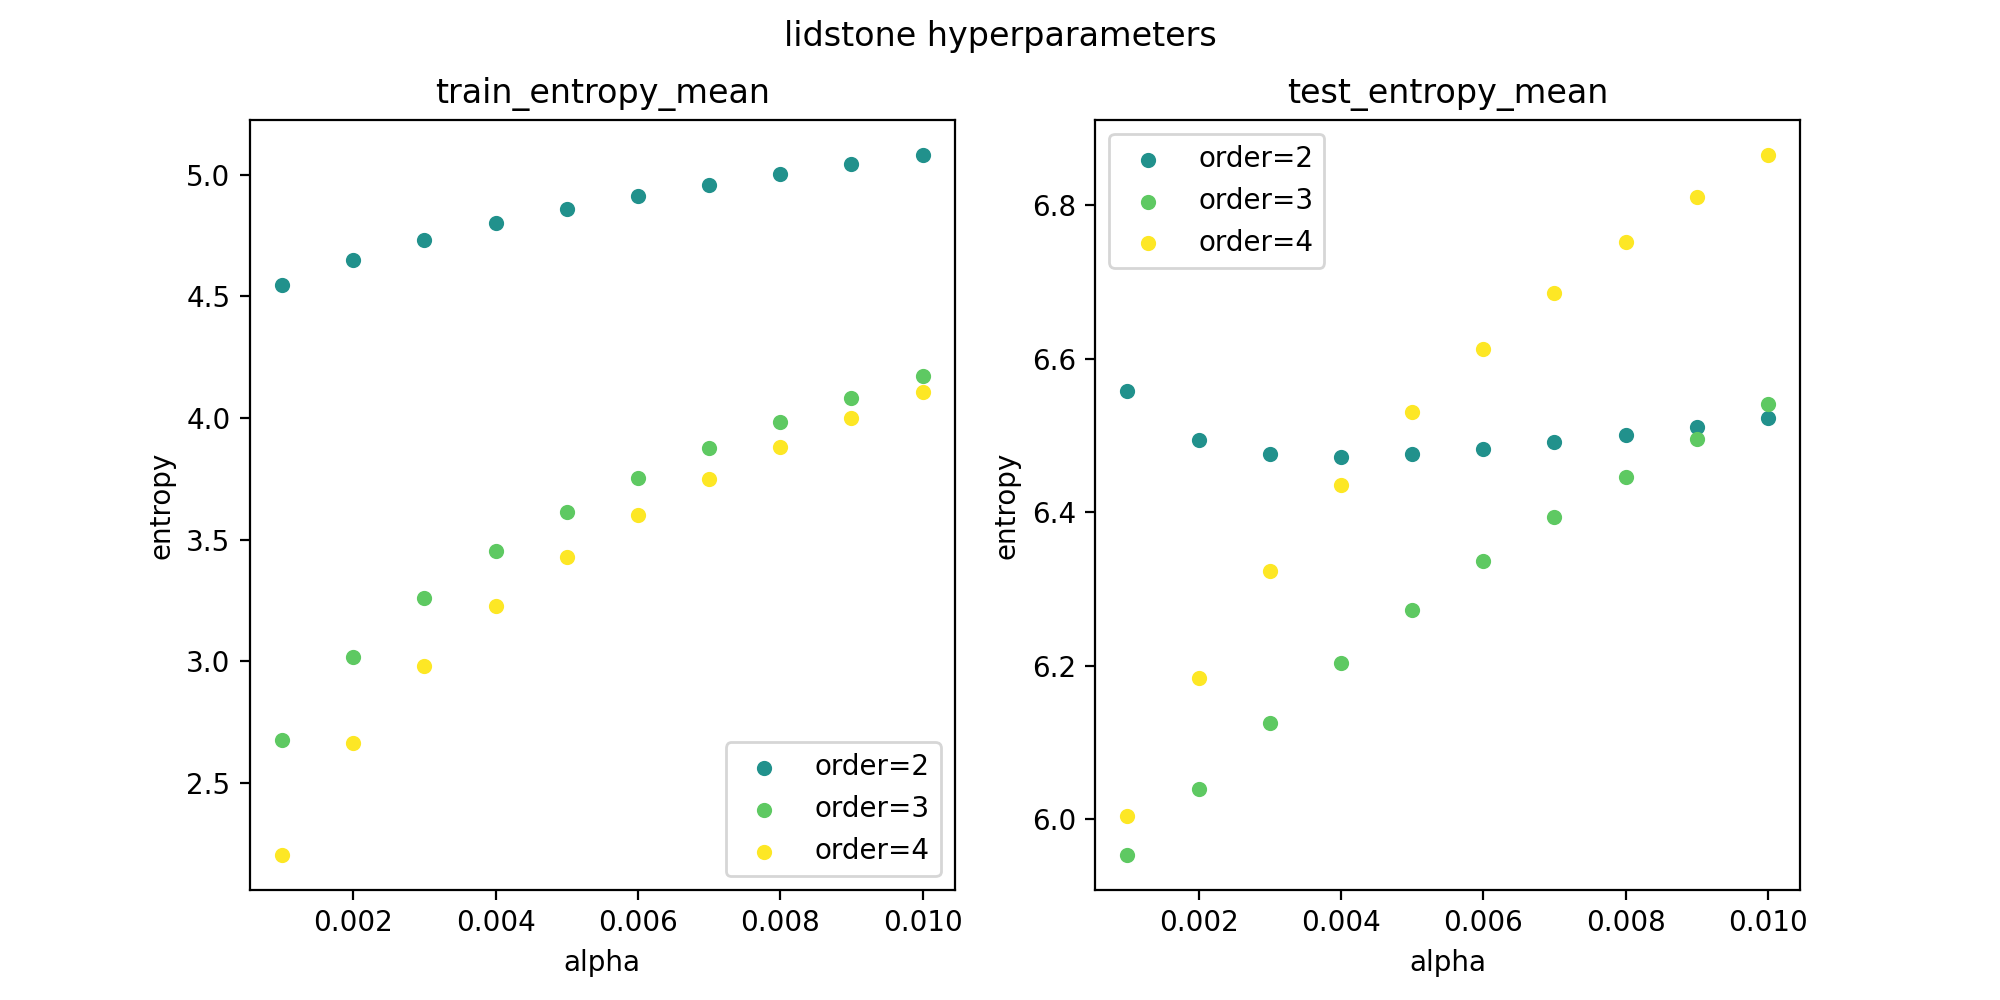 lidstone hyperparameters
train_entropy_mean
entropy
5.0
4.5
4.0
3.5
3.0
2.5
0.002
0.004
0.006
0.008
0.010
alpha
order=2
order=3
order=4
test_entropy_mean
entropy
6.8
6.6
6.4
6.2
6.0
0.002
0.004
0.006
0.008
0.010
alpha
order=2
order=3
order=4